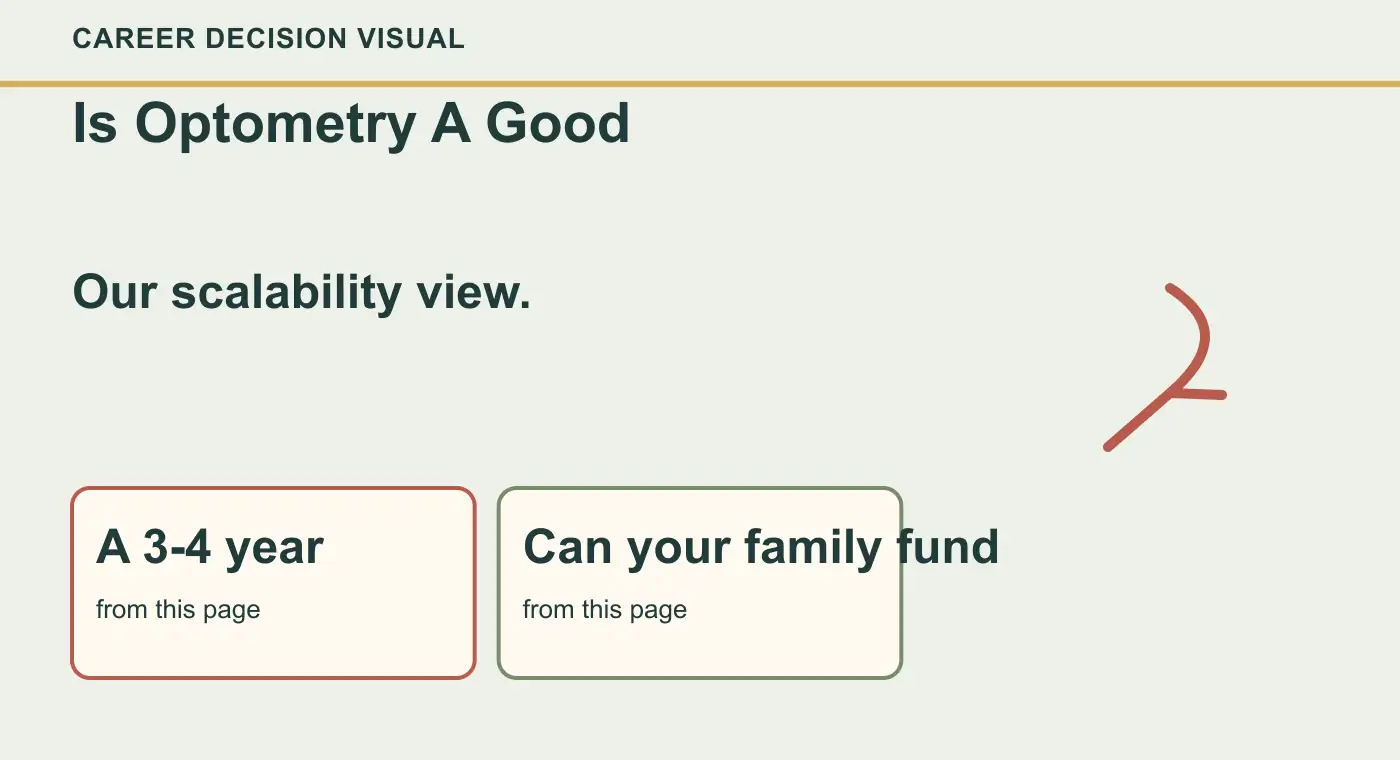 CAREER DECISION VISUAL
Is Optometry A Good
Our scalability view.
A 3-4 year
from this page
Can your family fund
from this page